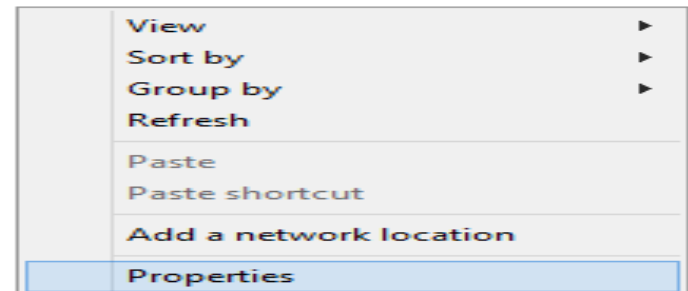 View
Sort by
Group by
Refresh
Paste
Paste shortcut
Add a network location
Properties